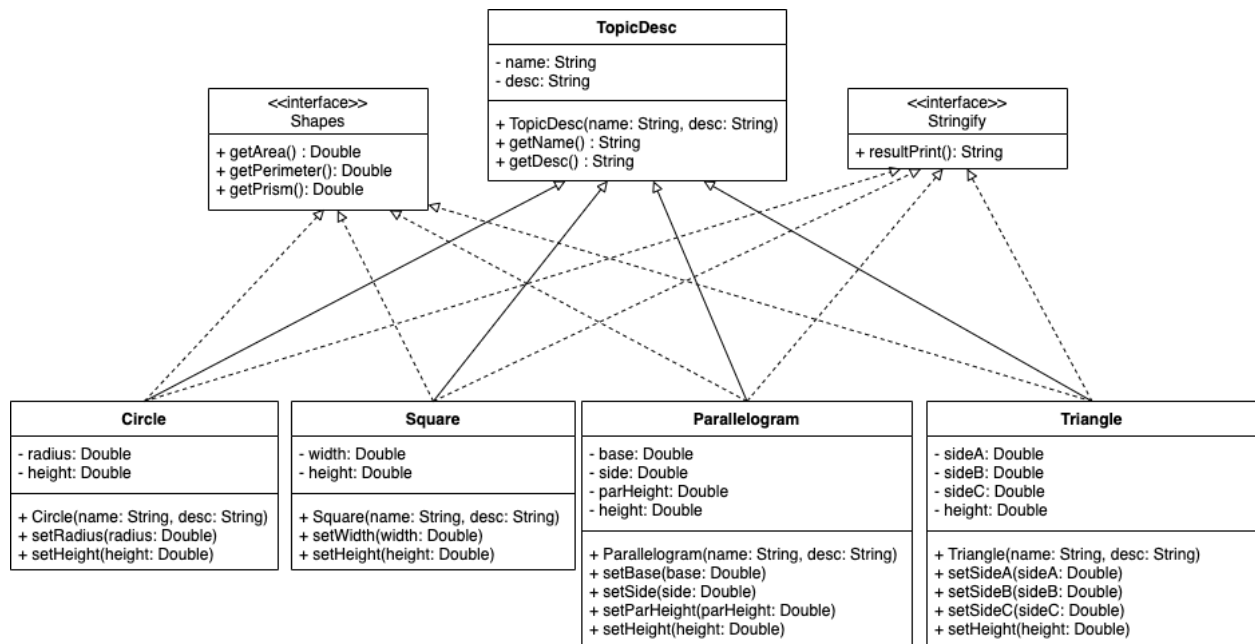 TopicDesc
- name: String
- desc: String
+ TopicDesc(name: String, desc: String)
+ getName() : String
+ getDesc() : String
<<interface>>
Shapes
+ getArea() : Double
+ getPerimeter(): Double
+ getPrism(): Double
<<interface>>
Stringify
+ resultPrint(): String
Circle
- radius: Double
- height: Double
+ Circle(name: String, desc: String)
+ setRadius(radius: Double)
+ setHeight(height: Double)
Square
- width: Double
- height: Double
+ Square(name: String, desc: String)
+ setWidth(width: Double)
+ setHeight(height: Double)
Parallelogram
- base: Double
- side: Double
- parHeight: Double
- height: Double
+ Parallelogram(name: String, desc: String)
+ setBase(base: Double)
+ setSide(side: Double)
+ setParHeight(parHeight: Double)
+ setHeight(height: Double)
Triangle
- sideA: Double
- sideB: Double
- sideC: Double
- height: Double
+ Triangle(name: String, desc: String)
+ setSideA(sideA: Double)
+ setSideB(sideB: Double)
+ setSideC(sideC: Double)
+ setHeight(height: Double)